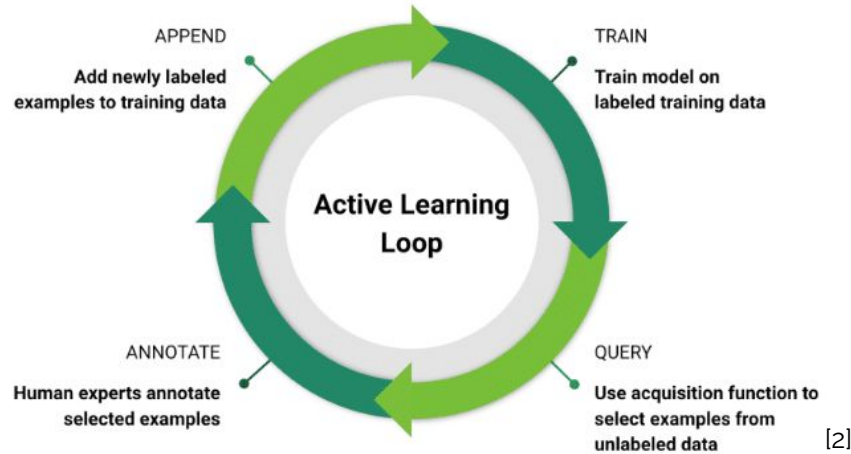 APPEND
Add newly labeled
examples to training data
TRAIN
Train model on
labeled training data
Active Learning
Loop
ANNOTATE
Human experts annotate
selected examples
QUERY
Use acquisition function to
select examples from
unlabeled data
[2]